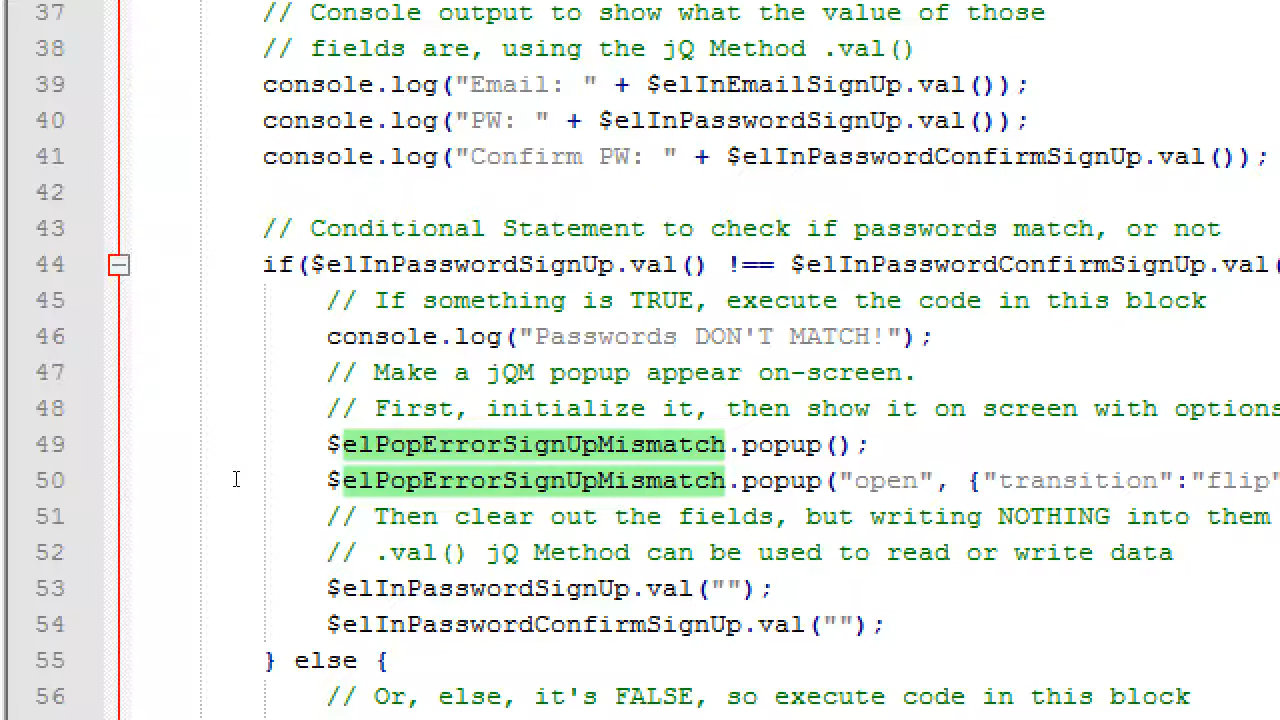 37 // Console output to show what the value of those
38 // fields are, using the jQ Method .val()
39 console.log("Email: " + $elInEmailSignUp.val());
40 console.log("PW: " + $elInPasswordSignUp.val());
41 console.log("Confirm PW: " + $elInPasswordConfirmSignUp.val());
42
43 // Conditional Statement to check if passwords match, or not
44 if($elInPasswordSignUp.val() !== $elInPasswordConfirmSignUp.val(
45 // If something is TRUE, execute the code in this block
46 console.log("Passwords DON'T MATCH!");
47 // Make a jQM popup appear on-screen.
48 // First, initialize it, then show it on screen with options
49 $elPopErrorSignUpMismatch.popup();
50 $elPopErrorSignUpMismatch.popup("open", {"transition":"flip"
51 // Then clear out the fields, but writing NOTHING into them
52 // .val() jQ Method can be used to read or write data
53 $elInPasswordSignUp.val("");
54 $elInPasswordConfirmSignUp.val("");
55 } else {
56 // Or, else, it's FALSE, so execute code in this block